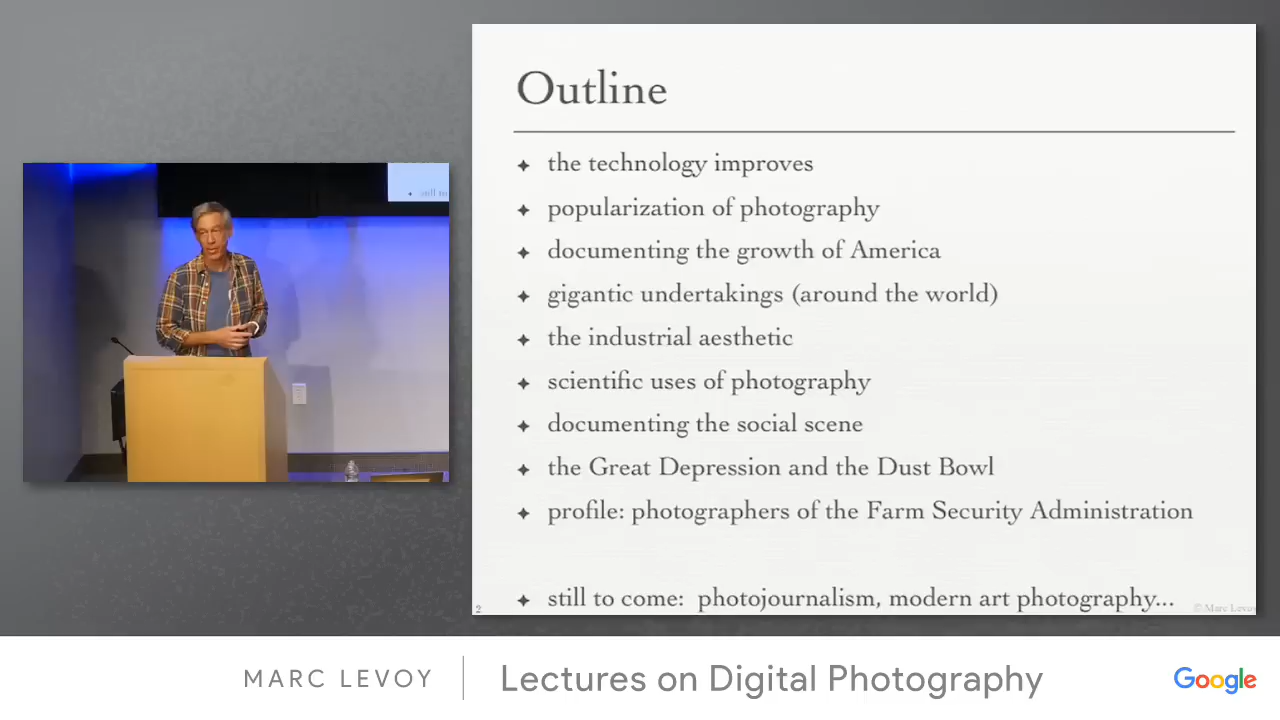 Outline
✦ the technology improves
✦ popularization of photography
✦ documenting the growth of America
✦ gigantic undertakings (around the world)
✦ the industrial aesthetic
✦ scientific uses of photography
✦ documenting the social scene
✦ the Great Depression and the Dust Bowl
✦ profile: photographers of the Farm Security Administration
✦ still to come: photojournalism, modern art photography...
2
© Marc Levoy
✦ still to
MARC LEVOY
Lectures on Digital Photography
Google